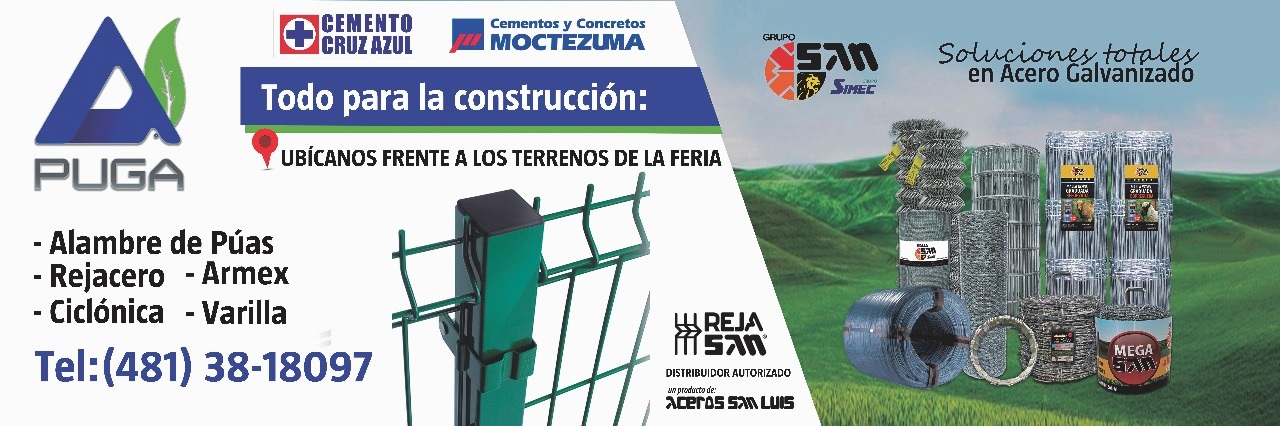 PUGA
CEMENTO
CRUZ AZUL
Cementos y Concretos
MOCTEZUMA
Todo para la construcción:
UBÍCANOS FRENTE A LOS TERRENOS DE LA FERIA
- Alambre de Púas
- Rejacero - Armex
- Ciclónica - Varilla
Tel:(481) 38-18097
REJA
SAN
DISTRIBUIDOR AUTORIZADO
un producto de:
ACEROS SAN LUIS
GRUPO
SAN
GRUPO
SIMEC
Soluciones totales
en Acero Galvanizado
SAN
MEGA
SAN